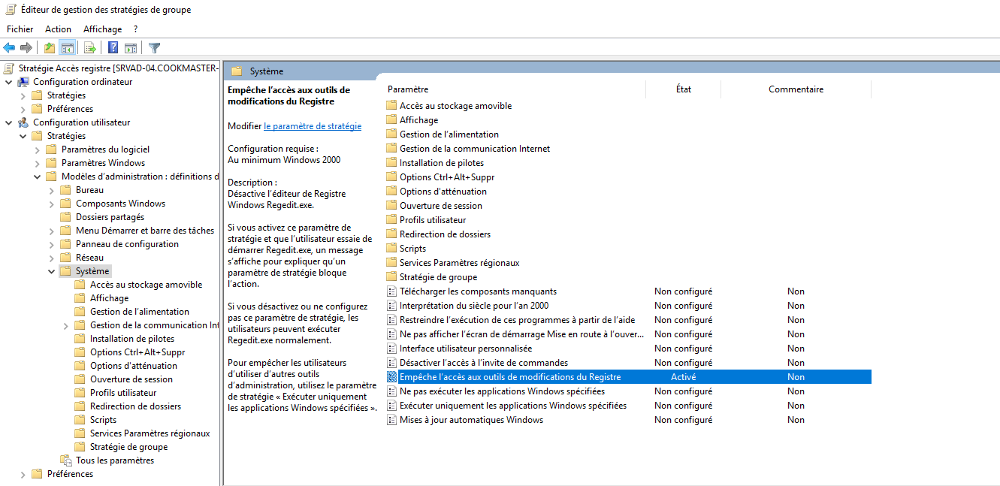 Éditeur de gestion des stratégies de groupe
Fichier Action Affichage ?
Stratégie Accès registre [SRVAD-04.COOKMASTER-
Configuration ordinateur
Stratégies
Préférences
Configuration utilisateur
Stratégies
Paramètres du logiciel
Paramètres Windows
Modèles d'administration : définitions d
Bureau
Composants Windows
Dossiers partagés
Menu Démarrer et barre des tâches
Panneau de configuration
Réseau
Système
Accès au stockage amovible
Affichage
Gestion de l'alimentation
Gestion de la communication Int
Installation de pilotes
Options Ctrl+Alt+Suppr
Options d'atténuation
Ouverture de session
Profils utilisateur
Redirection de dossiers
Scripts
Services Paramètres régionaux
Stratégie de groupe
Tous les paramètres
Préférences
Système
Empêche l'accès aux outils de
modifications du Registre
Modifier le paramètre de stratégie
Configuration requise :
Au minimum Windows 2000
Description :
Désactive l'éditeur de Registre
Windows Regedit.exe.
Si vous activez ce paramètre de
stratégie et que l'utilisateur essaie de
démarrer Regedit.exe, un message
s'affiche pour expliquer qu'un
paramètre de stratégie bloque
l'action.
Si vous désactivez ou ne configurez
pas ce paramètre de stratégie, les
utilisateurs peuvent exécuter
Regedit.exe normalement.
Pour empêcher les utilisateurs
d'utiliser d'autres outils
d'administration, utilisez le paramètre
de stratégie « Exécuter uniquement
les applications Windows spécifiées ».
Paramètre État Commentaire
Accès au stockage amovible
Affichage
Gestion de l'alimentation
Gestion de la communication Internet
Installation de pilotes
Options Ctrl+Alt+Suppr
Options d'atténuation
Ouverture de session
Profils utilisateur
Redirection de dossiers
Scripts
Services Paramètres régionaux
Stratégie de groupe
Télécharger les composants manquants Non configuré Non
Interprétation du siècle pour l'an 2000 Non configuré Non
Restreindre l'exécution de ces programmes à partir de l'aide Non configuré Non
Ne pas afficher l'écran de démarrage Mise en route à l'ouver... Non configuré Non
Interface utilisateur personnalisée Non configuré Non
Désactiver l'accès à l'invite de commandes Non configuré Non
Empêche l'accès aux outils de modifications du Registre Activé Non
Ne pas exécuter les applications Windows spécifiées Non configuré Non
Exécuter uniquement les applications Windows spécifiées Non configuré Non
Mises à jour automatiques Windows Non configuré Non